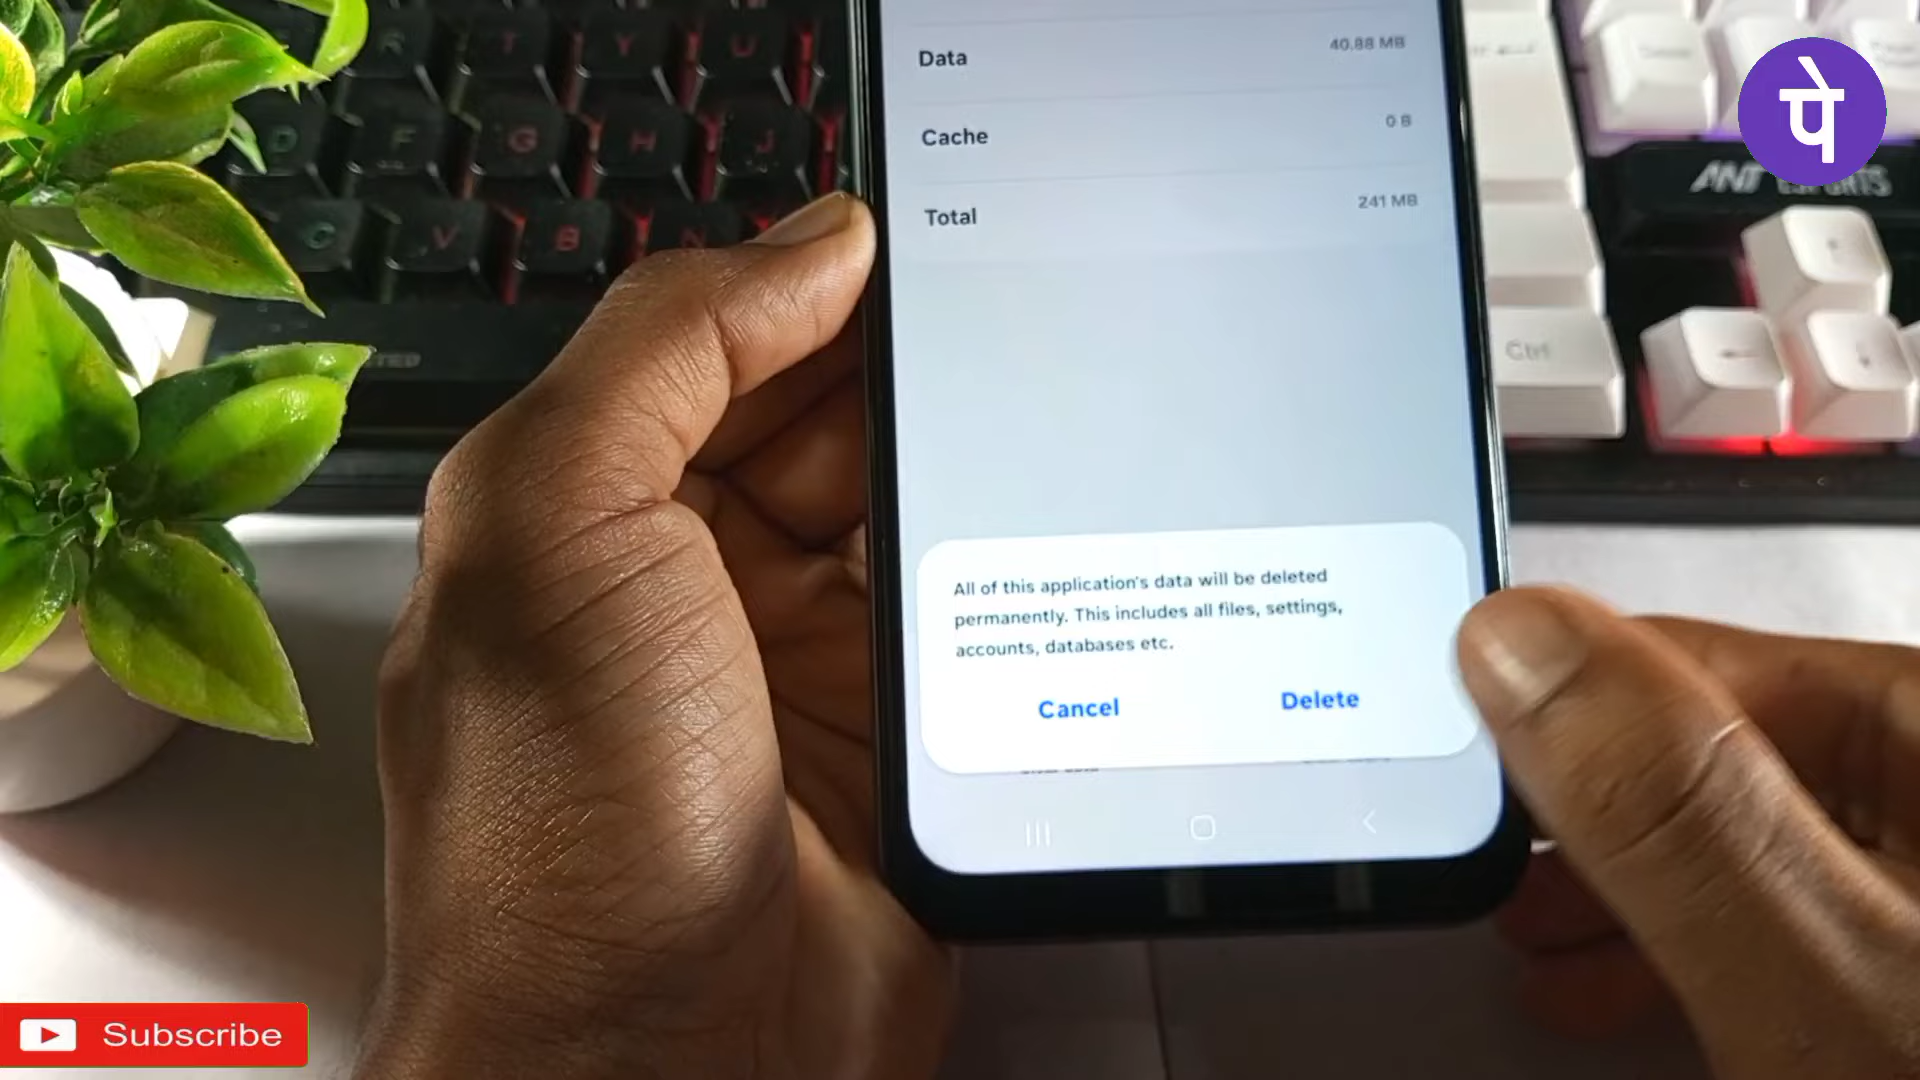 Data
40.88 MB
Cache
0 B
Total
241 MB
All of this application's data will be deleted
permanently. This includes all files, settings,
accounts, databases etc.
Cancel
Delete
पे
ANT ESPORTS
Ctrl
R
T
Y
U
D
F
G
H
J
C
V
B
N
Subscribe